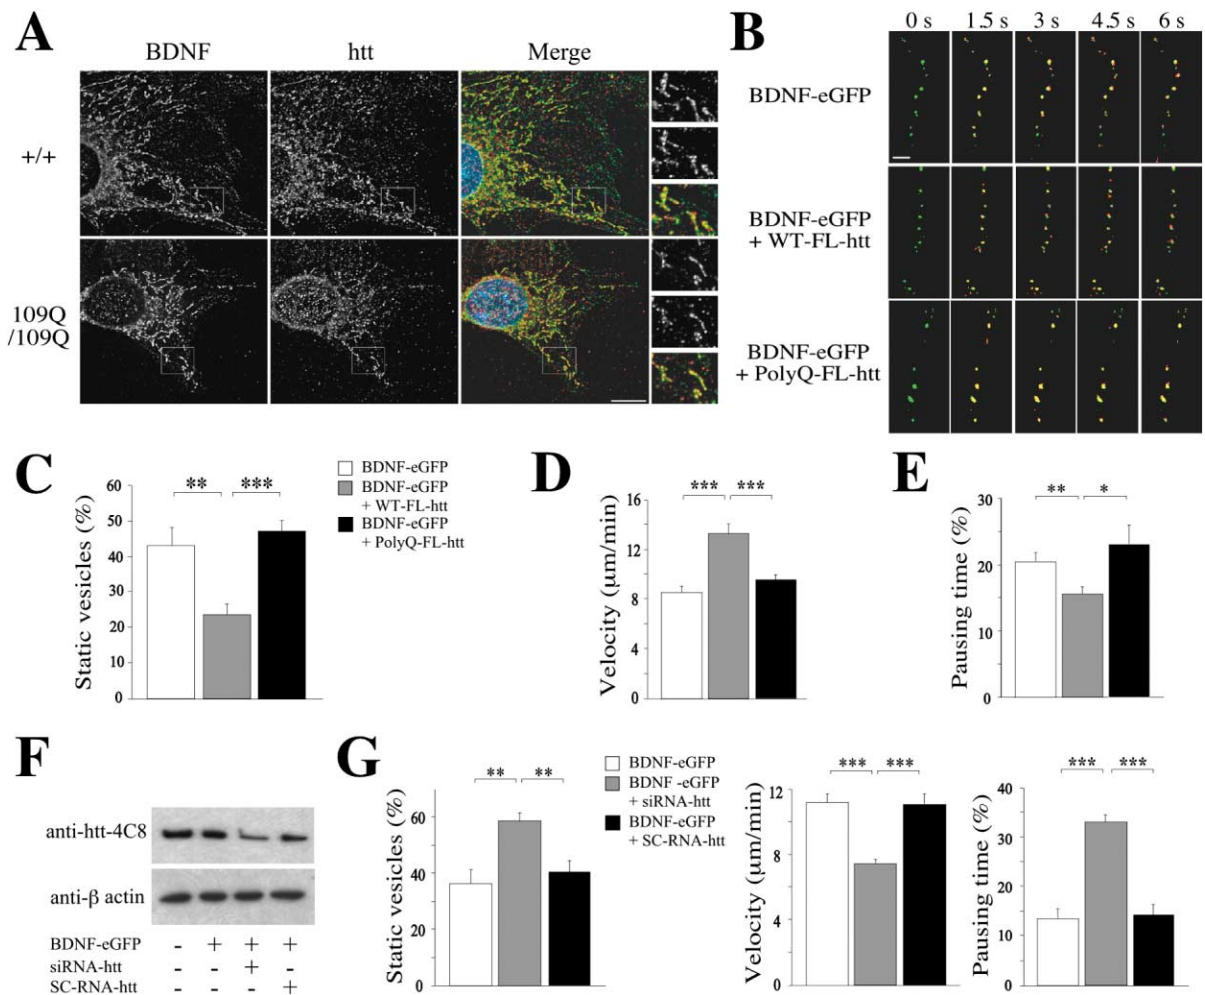 A
BDNF
htt
Merge
+/+
109Q
/109Q
B
0 s
1.5 s
3 s
4.5 s
6 s
BDNF-eGFP
BDNF-eGFP
+ WT-FL-htt
BDNF-eGFP
+ PolyQ-FL-htt
C
Static vesicles (%)
60
50
40
30
20
10
0
**
***
BDNF-eGFP
BDNF-eGFP
+ WT-FL-htt
BDNF-eGFP
+ PolyQ-FL-htt
D
Velocity (μm/min)
16
12
8
4
0
***
***
E
Pausing time (%)
30
20
10
0
**
*
F
anti-htt-4C8
anti-β actin
BDNF-eGFP - + + +
siRNA-htt - - + -
SC-RNA-htt - - - +
G
Static vesicles (%)
60
40
20
0
**
**
BDNF-eGFP
BDNF -eGFP
+ siRNA-htt
BDNF-eGFP
+ SC-RNA-htt
Velocity (μm/min)
12
8
4
0
***
***
Pausing time (%)
40
30
20
10
0
***
***